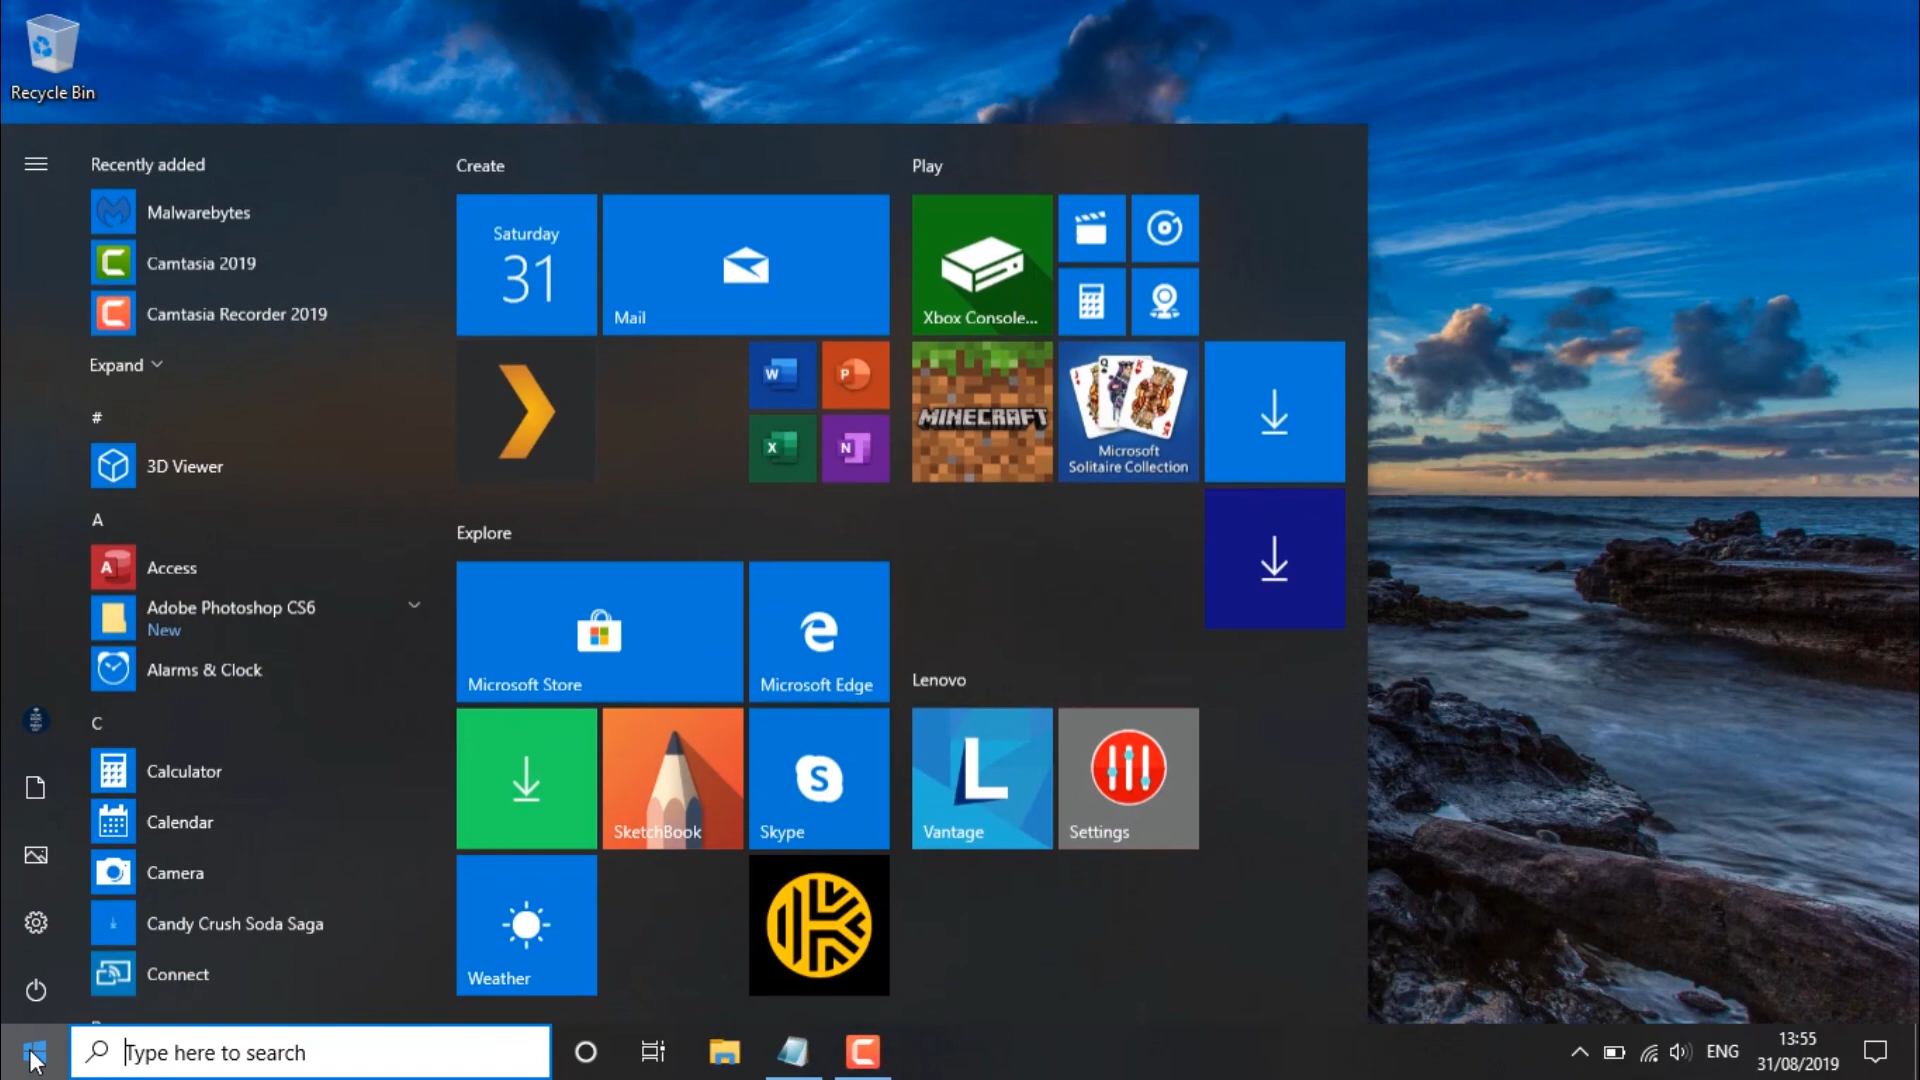 Recycle Bin
Recently added
Malwarebytes
Camtasia 2019
Camtasia Recorder 2019
Expand
#
3D Viewer
A
Access
Adobe Photoshop CS6
New
Alarms & Clock
C
Calculator
Calendar
Camera
Candy Crush Soda Saga
Connect
Create
Saturday
31
Mail
W
P
X
N
Explore
Microsoft Store
Microsoft Edge
SketchBook
Skype
Weather
Play
Xbox Console...
MINECRAFT
Microsoft
Solitaire Collection
Lenovo
L
Vantage
Settings
Type here to search
ENG
13:55
31/08/2019